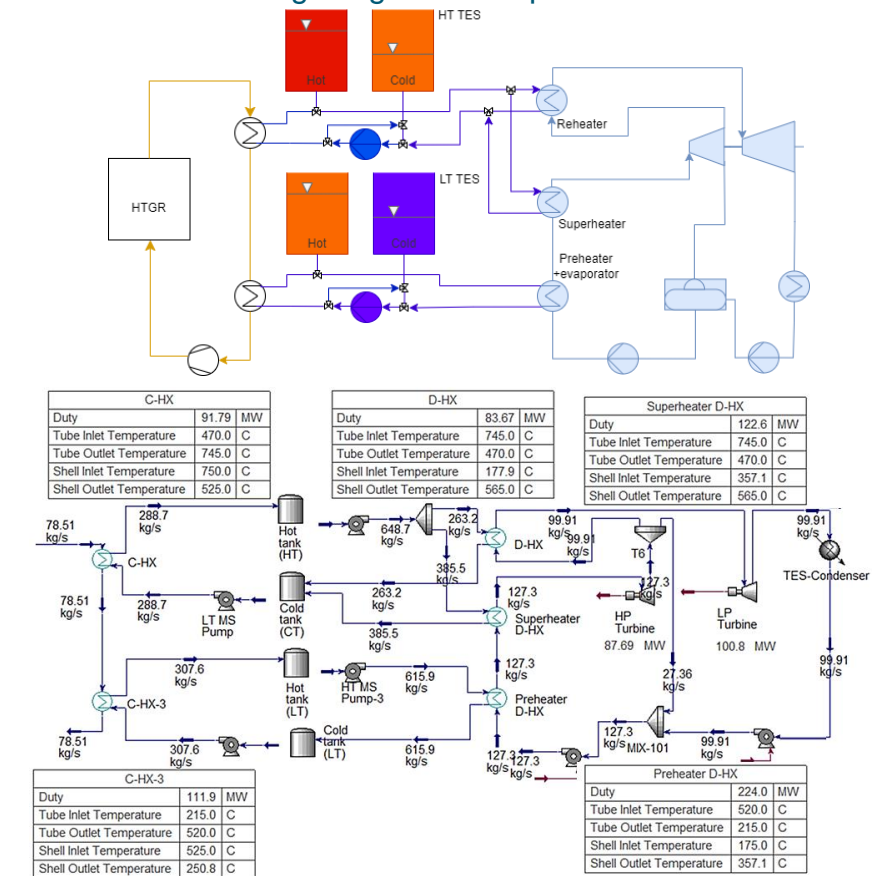 HT TES
Hot
Cold
Reheater
HTGR
LT TES
Hot
Cold
Superheater
Preheater
+evaporator
C-HX
Duty 91.79 MW
Tube Inlet Temperature 470.0 C
Tube Outlet Temperature 745.0 C
Shell Inlet Temperature 750.0 C
Shell Outlet Temperature 525.0 C
D-HX
Duty 83.67 MW
Tube Inlet Temperature 745.0 C
Tube Outlet Temperature 470.0 C
Shell Inlet Temperature 177.9 C
Shell Outlet Temperature 565.0 C
Superheater D-HX
Duty 122.6 MW
Tube Inlet Temperature 745.0 C
Tube Outlet Temperature 470.0 C
Shell Inlet Temperature 357.1 C
Shell Outlet Temperature 565.0 C
78.51
kg/s
288.7
kg/s
Hot
tank
(HT)
648.7
kg/s
263.2
kg/s
99.91
kg/s
99.91
kg/s
D-HX
T6
99.91
kg/s
TES-Condenser
C-HX
78.51
kg/s
288.7
kg/s
LT MS
Pump
Cold
tank
(CT)
263.2
kg/s
385.5
kg/s
385.5
kg/s
127.3
kg/s
Superheater
D-HX
127.3
kg/s
HP
Turbine
87.69 MW
LP
Turbine
100.8 MW
307.6
kg/s
Hot
tank
(LT)
HT MS
Pump-3
615.9
kg/s
127.3
kg/s
Preheater
D-HX
27.36
kg/s
99.91
kg/s
C-HX-3
78.51
kg/s
307.6
kg/s
Cold
tank
(LT)
615.9
kg/s
127.3
kg/s
127.3
kg/s
127.3
kg/s
MIX-101
99.91
kg/s
C-HX-3
Duty 111.9 MW
Tube Inlet Temperature 215.0 C
Tube Outlet Temperature 520.0 C
Shell Inlet Temperature 525.0 C
Shell Outlet Temperature 250.8 C
Preheater D-HX
Duty 224.0 MW
Tube Inlet Temperature 520.0 C
Tube Outlet Temperature 215.0 C
Shell Inlet Temperature 175.0 C
Shell Outlet Temperature 357.1 C